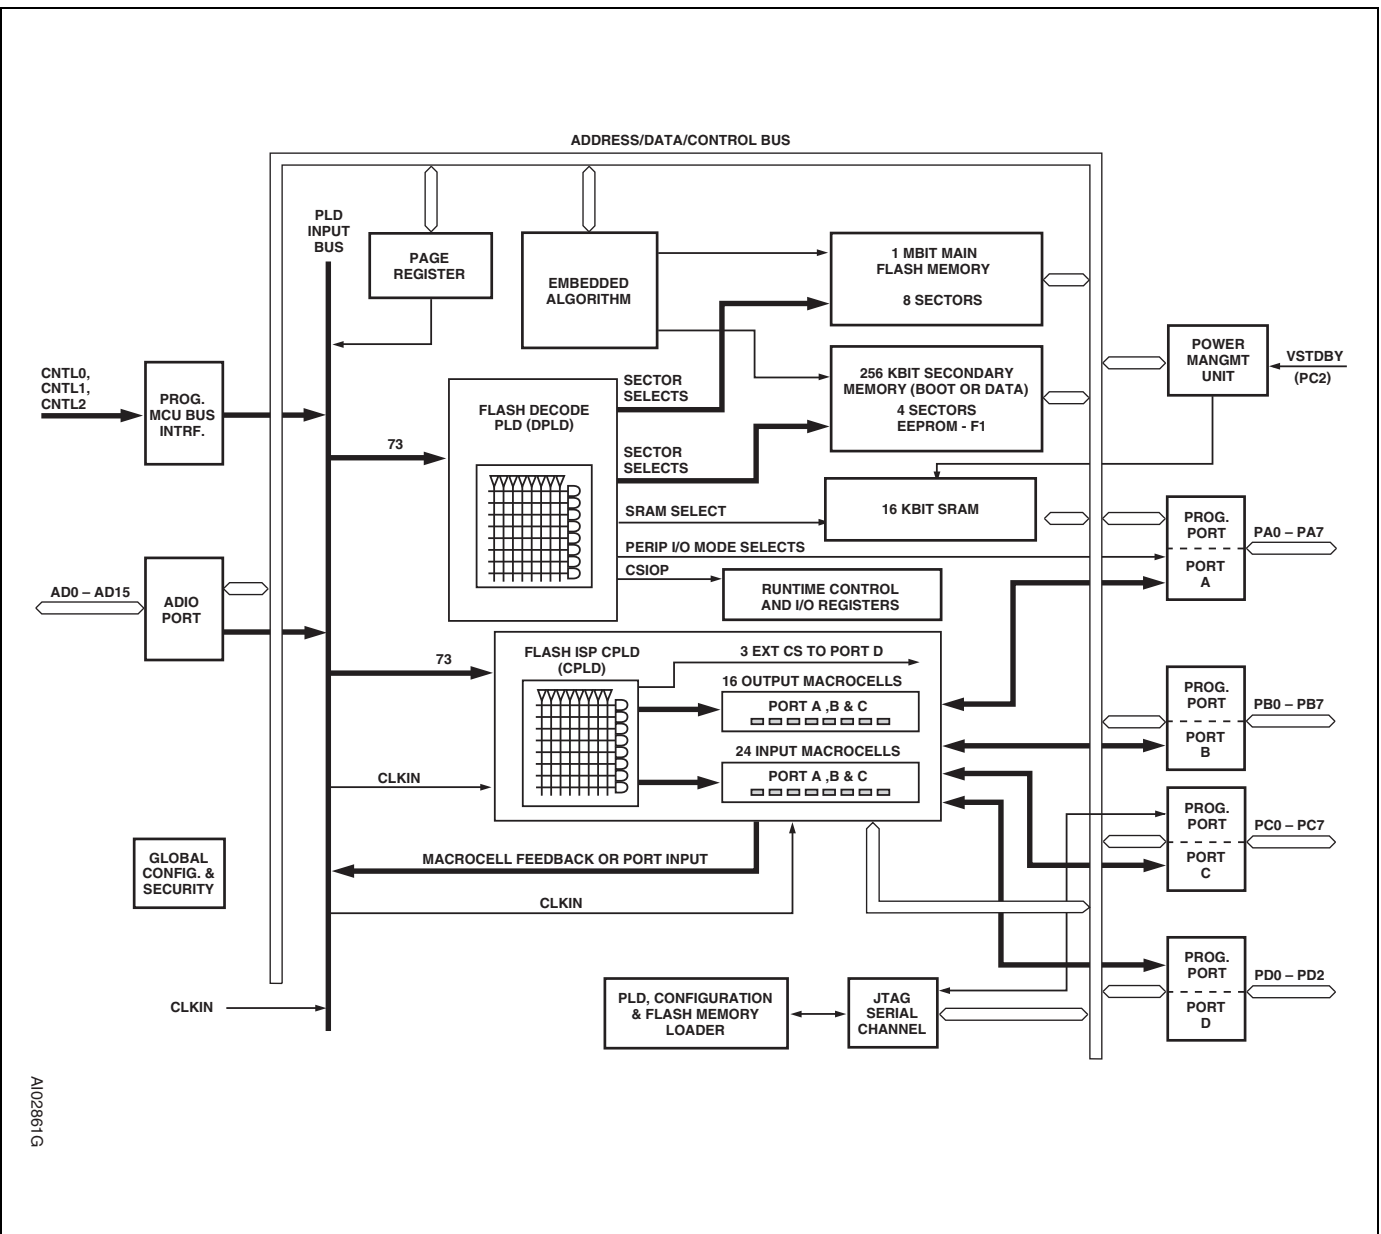 ADDRESS/DATA/CONTROL BUS
PLD
INPUT
BUS
PAGE
REGISTER
EMBEDDED
ALGORITHM
1 MBIT MAIN
FLASH MEMORY
8 SECTORS
POWER
MANGMT
UNIT
VSTDBY
(PC2)
CNTL0,
CNTL1,
CNTL2
PROG.
MCU BUS
INTRF.
SECTOR
SELECTS
256 KBIT SECONDARY
MEMORY (BOOT OR DATA)
4 SECTORS
EEPROM - F1
FLASH DECODE
PLD (DPLD)
73
SECTOR
SELECTS
SRAM SELECT
16 KBIT SRAM
PERIP I/O MODE SELECTS
CSIOP
RUNTIME CONTROL
AND I/O REGISTERS
PROG.
PORT
PORT
A
PA0 – PA7
AD0 – AD15
ADIO
PORT
73
FLASH ISP CPLD
(CPLD)
3 EXT CS TO PORT D
16 OUTPUT MACROCELLS
PORT A ,B & C
24 INPUT MACROCELLS
PORT A ,B & C
PROG.
PORT
PORT
B
PB0 – PB7
CLKIN
PROG.
PORT
PORT
C
PC0 – PC7
GLOBAL
CONFIG. &
SECURITY
MACROCELL FEEDBACK OR PORT INPUT
CLKIN
PROG.
PORT
PORT
D
PD0 – PD2
CLKIN
PLD, CONFIGURATION
& FLASH MEMORY
LOADER
JTAG
SERIAL
CHANNEL
AI02861G